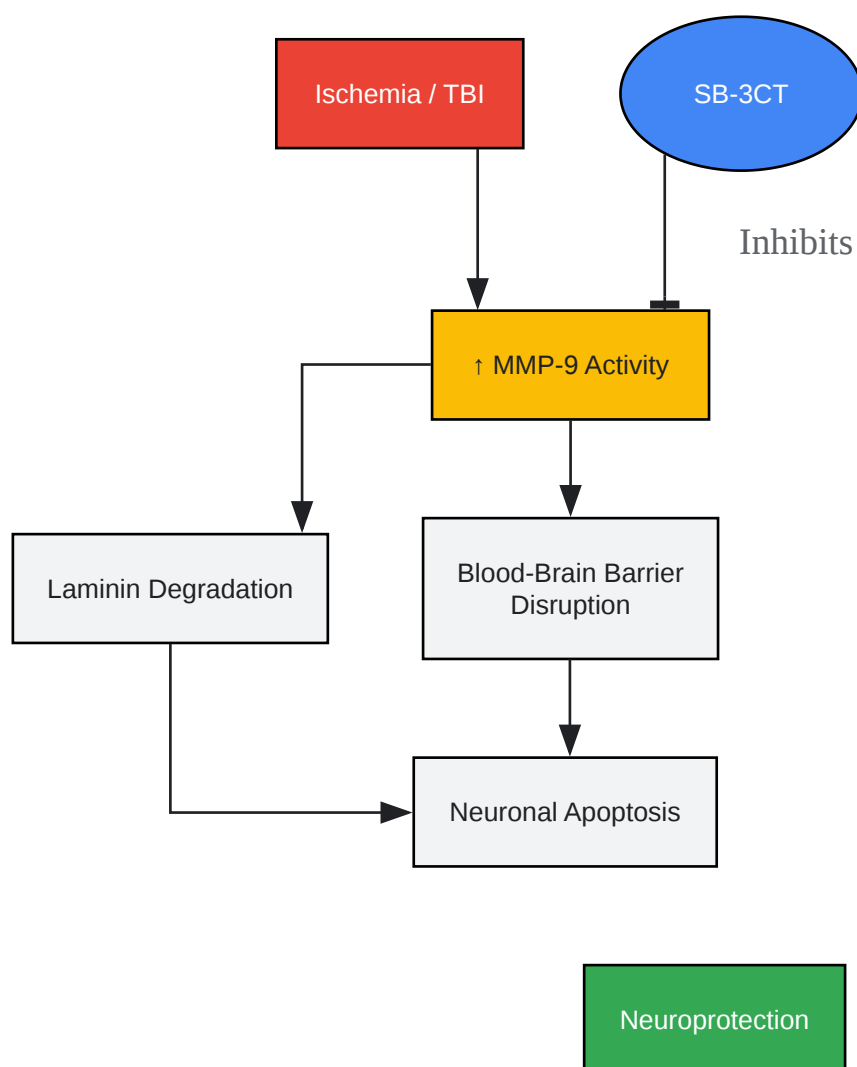 Ischemia / TBI
SB-3CT
Inhibits
↑ MMP-9 Activity
Laminin Degradation
Blood-Brain Barrier
Disruption
Neuronal Apoptosis
Neuroprotection